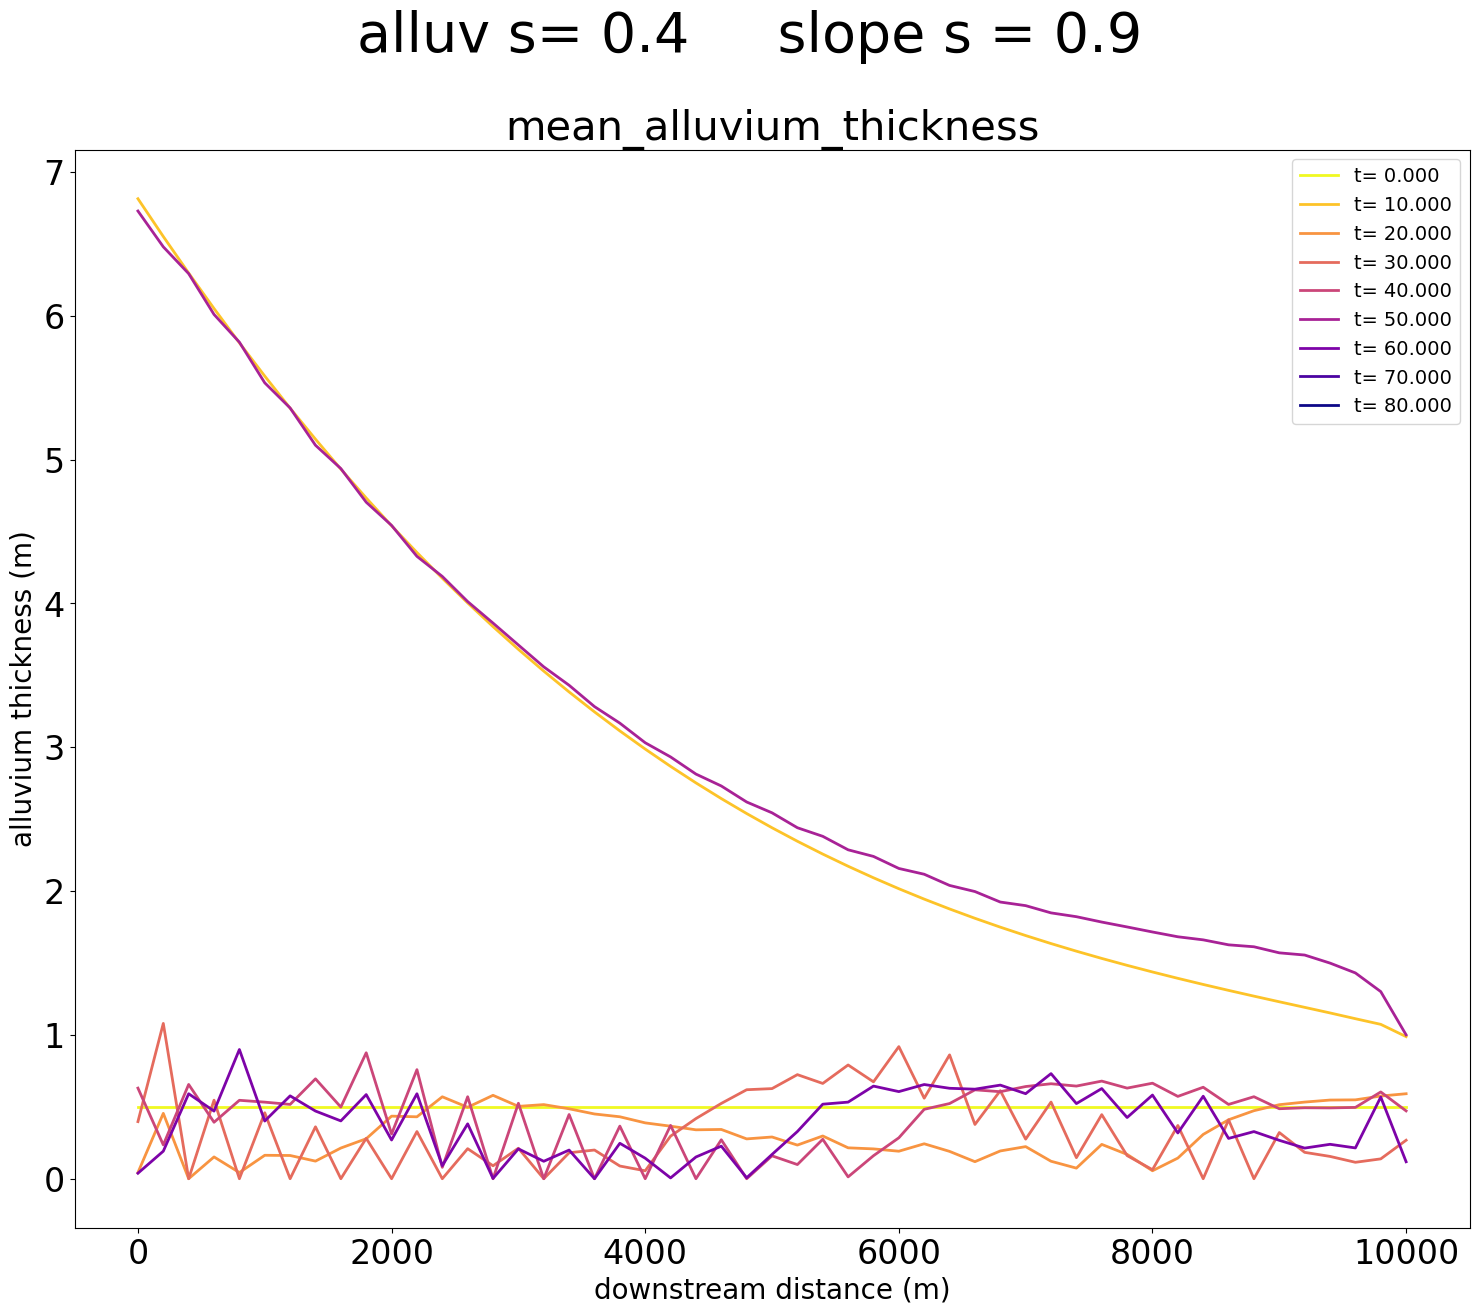 alluv s= 0.4     slope s = 0.9
mean_alluvium_thickness
7
6
5
4
3
2
1
0
alluvium thickness (m)
t= 0.000
t= 10.000
t= 20.000
t= 30.000
t= 40.000
t= 50.000
t= 60.000
t= 70.000
t= 80.000
0 2000 4000 6000 8000 10000
downstream distance (m)